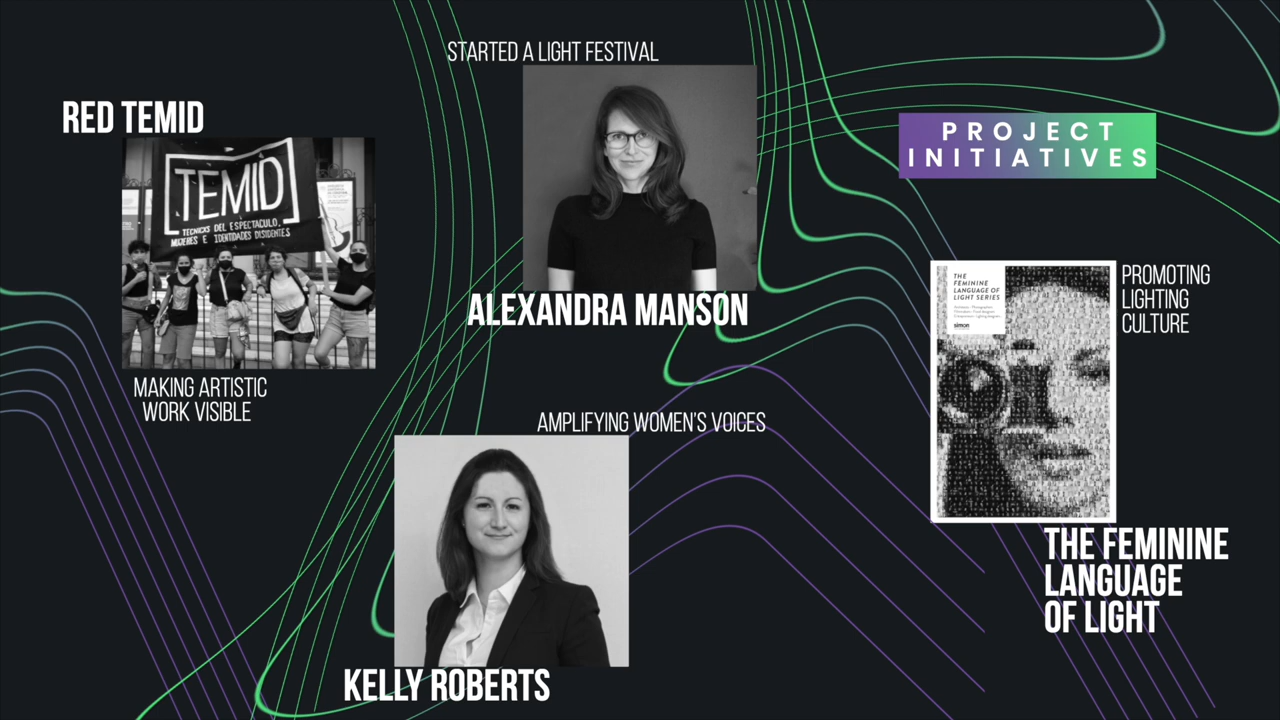 STARTED A LIGHT FESTIVAL
RED TEMID
[TEMID]
TECNICXS DEL ESPECTACULO,
MUJERES E IDENTIDADES DISIDENTES
MAKING ARTISTIC
WORK VISIBLE
ALEXANDRA MANSON
AMPLIFYING WOMEN'S VOICES
KELLY ROBERTS
PROJECT
INITIATIVES
THE
FEMININE
LANGUAGE OF
LIGHT SERIES
simon
PROMOTING
LIGHTING
CULTURE
THE FEMININE
LANGUAGE
OF LIGHT